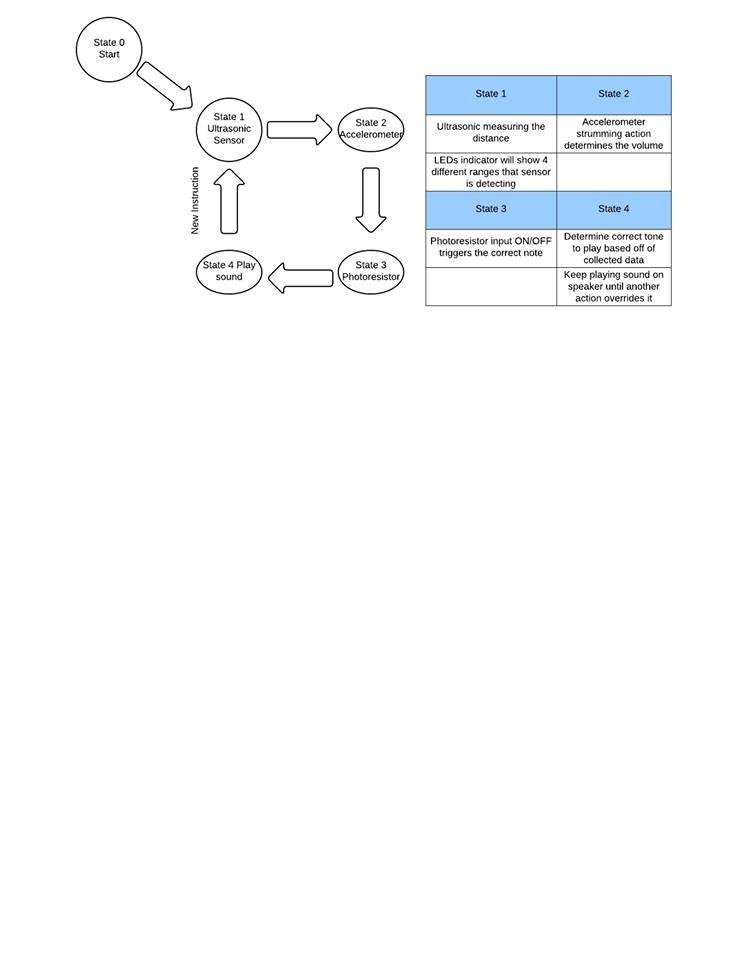 State 0
Start
State 1
Ultrasonic
Sensor
State 2
Accelerometer
New Instruction
State 4 Play
sound
State 3
Photoresistor
State 1
State 2
Ultrasonic measuring the
distance
Accelerometer
strumming action
determines the volume
LEDs indicator will show 4
different ranges that sensor
is detecting
State 3
State 4
Photoresistor input ON/OFF
triggers the correct note
Determine correct tone
to play based off of
collected data
Keep playing sound on
speaker until another
action overrides it